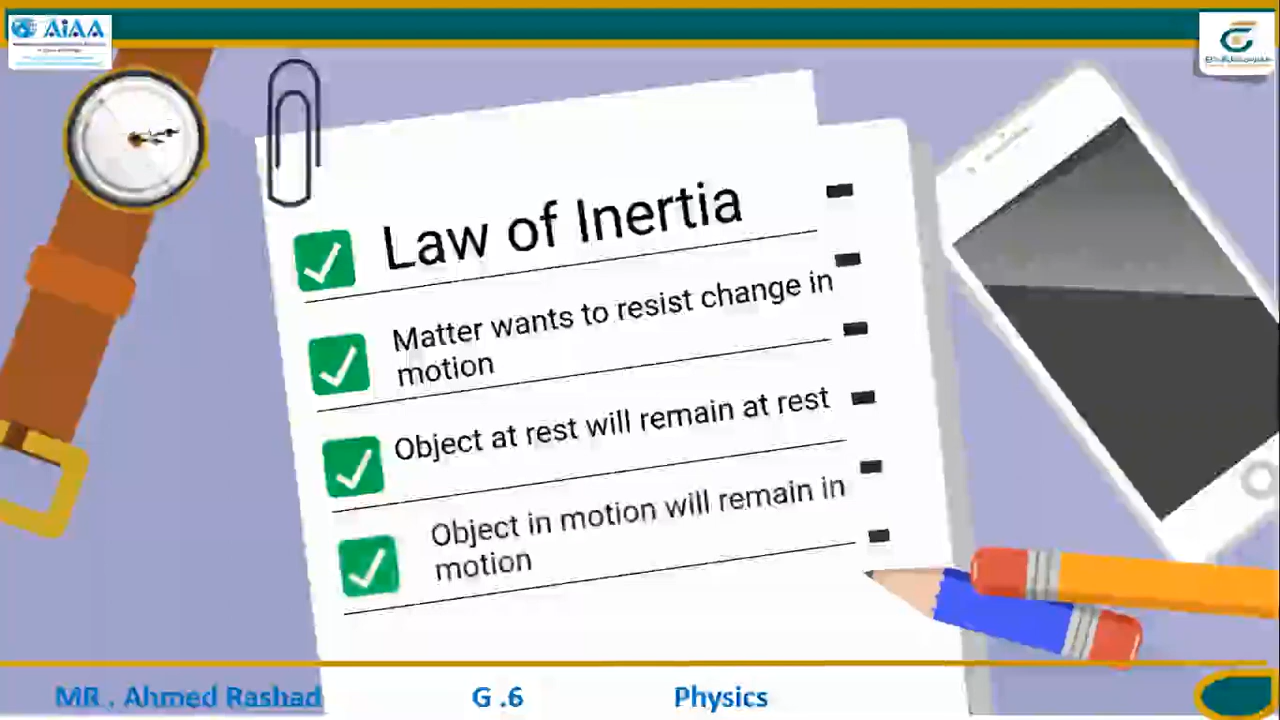 AiAA
Law of Inertia
Matter wants to resist change in
motion
Object at rest will remain at rest
Object in motion will remain in
motion
MR . Ahmed Rashad G .6 Physics